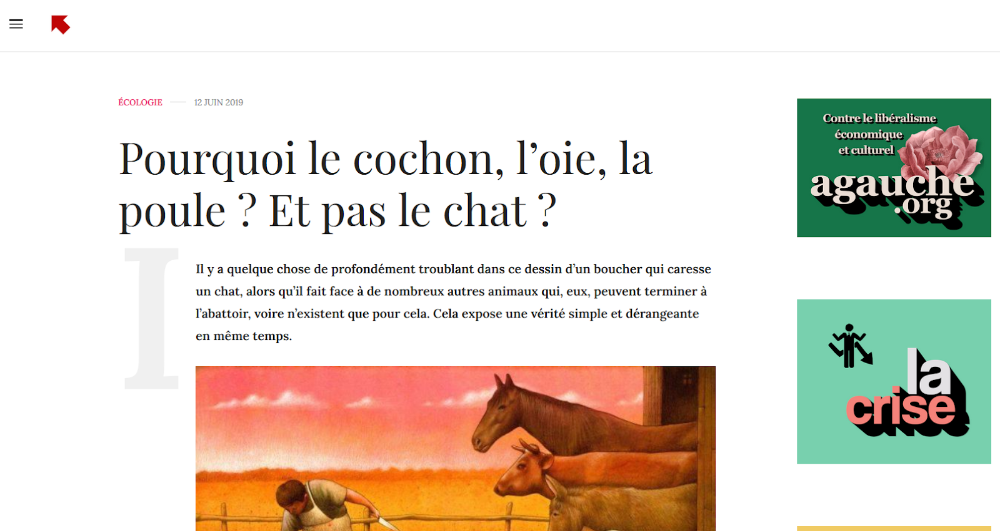 ÉCOLOGIE
12 JUIN 2019
Pourquoi le cochon, l’oie, la
poule ? Et pas le chat ?
I
Il y a quelque chose de profondément troublant dans ce dessin d’un boucher qui caresse
un chat, alors qu’il fait face à de nombreux autres animaux qui, eux, peuvent terminer à
l’abattoir, voire n’existent que pour cela. Cela expose une vérité simple et dérangeante
en même temps.
Contre le libéralisme
économique
et culturel
agauche
.org
la
crise